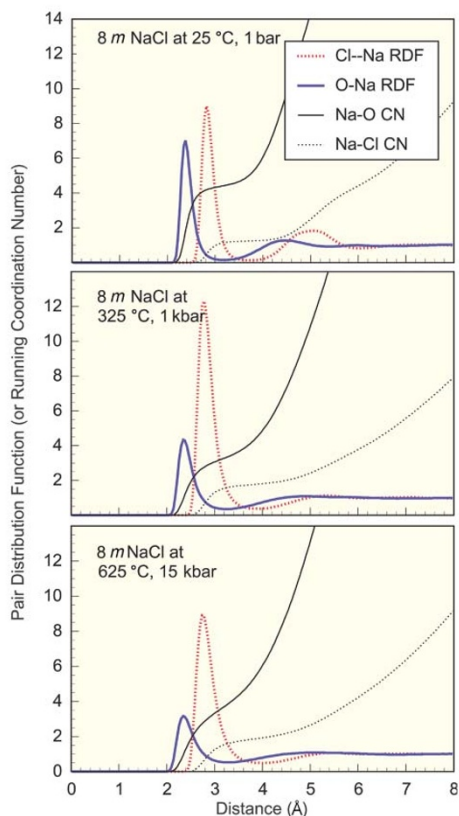 Pair Distribution Function (or Running Coordination Number)
14
12
10
8
6
4
2
8 m NaCl at 25 °C, 1 bar
Cl--Na RDF
O-Na RDF
Na-O CN
Na-Cl CN
12
10
8
6
4
2
8 m NaCl at
325 °C, 1 kbar
12
10
8
6
4
2
0
8 m NaCl at
625 °C, 15 kbar
0 1 2 3 4 5 6 7 8
Distance (Å)